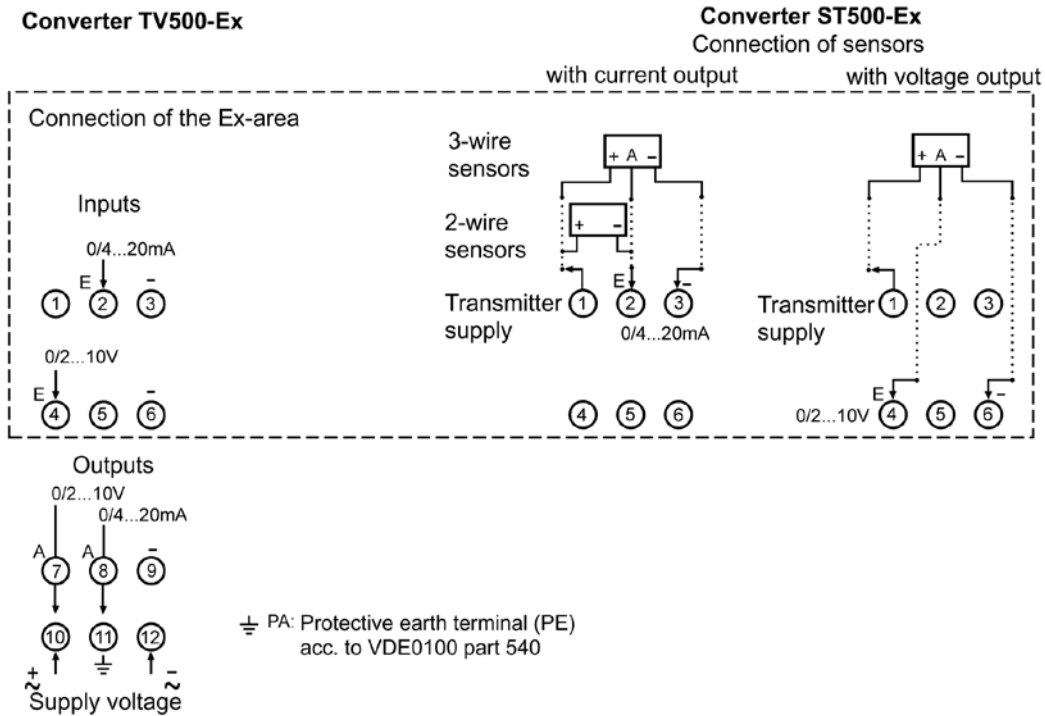 Converter TV500-Ex
Converter ST500-Ex
Connection of sensors
with current output
with voltage output
Connection of the Ex-area
3-wire
sensors
+ A –
+ A –
Inputs
2-wire
sensors
+ –
0/4...20mA
E –
1 2 3
Transmitter
supply
E –
1 2 3
0/4...20mA
Transmitter
supply
1 2 3
0/2...10V
E –
4 5 6
4 5 6
0/2...10V
E –
4 5 6
Outputs
0/2...10V
0/4...20mA
A A –
7 8 9
10 11 12
PA: Protective earth terminal (PE)
acc. to VDE0100 part 540
+ –
~ ~
Supply voltage